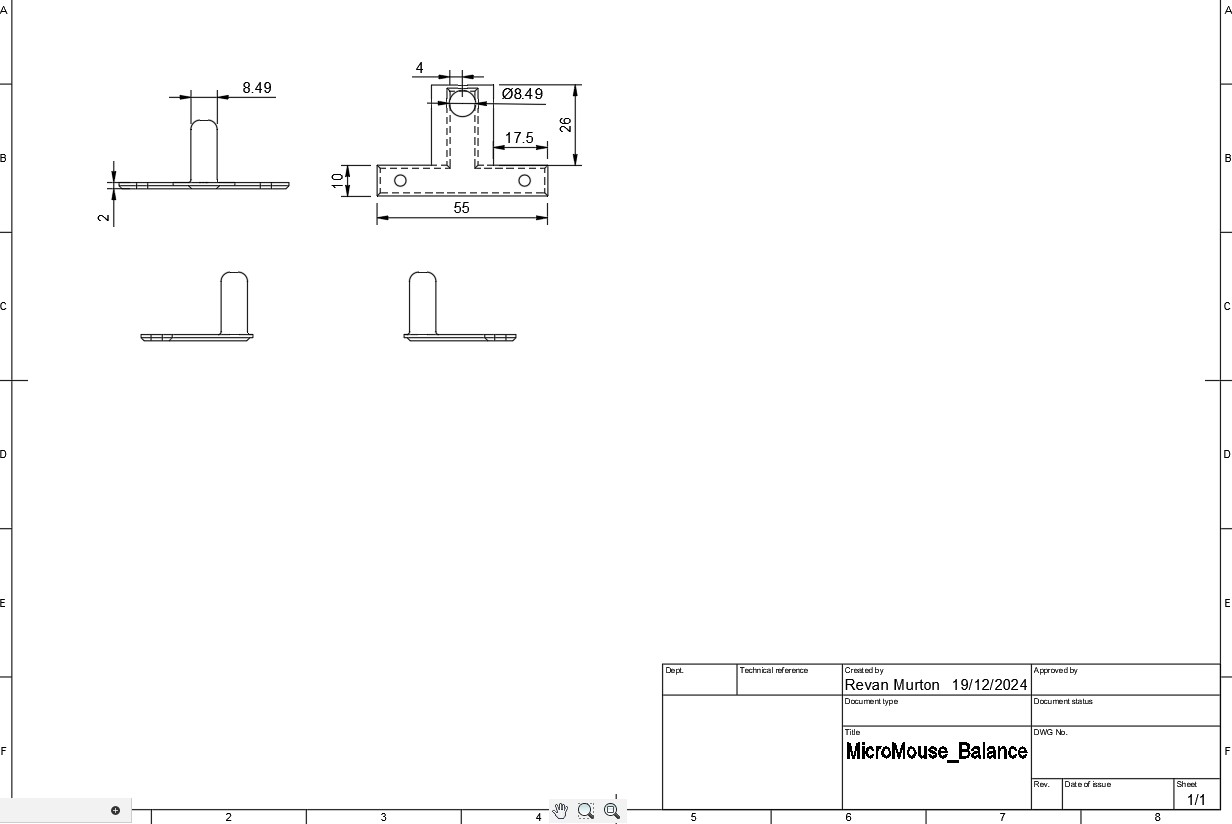 A
A
4
8.49
Ø8.49
26
B
17.5
B
10
2
55
C
C
D
D
E
E
Dept.
Technical reference
Created by
Approved by
Revan Murton 19/12/2024
Document type
Document status
Title
DWG No.
MicroMouse_Balance
F
F
Rev.
Date of issue
Sheet
1/1
2
3
4
5
6
7
8